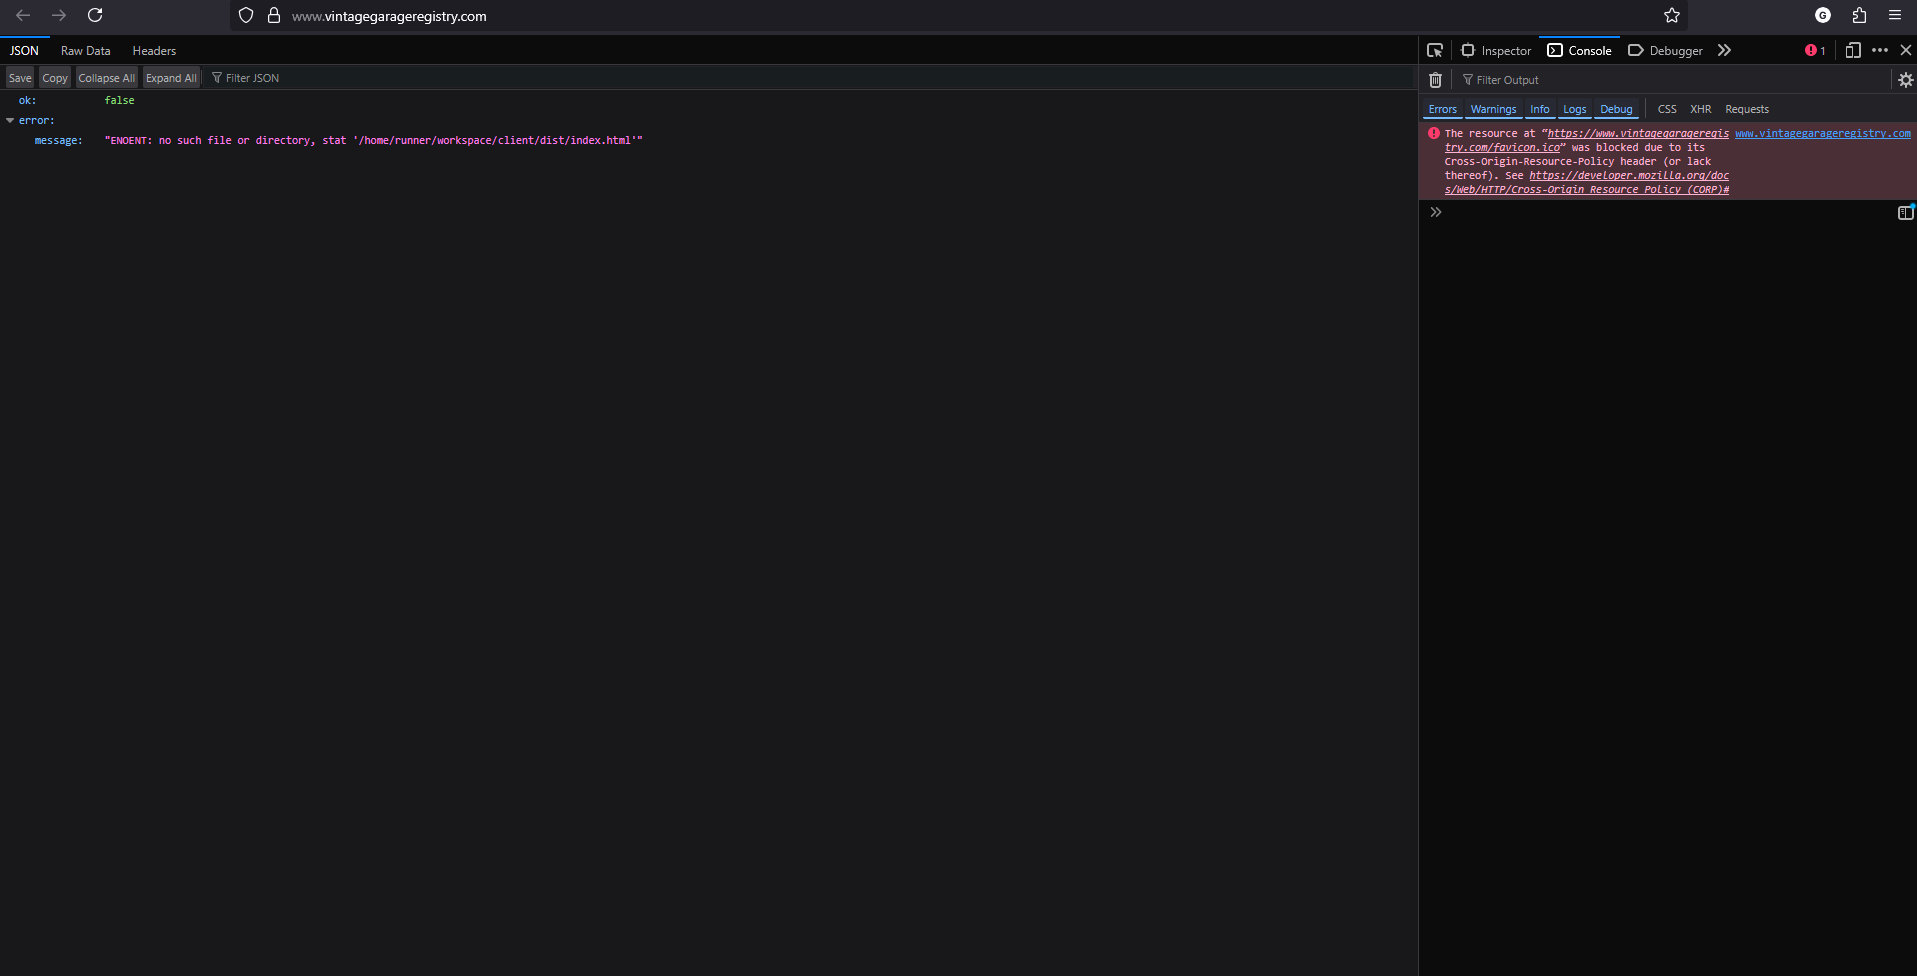 www.vintagegarageregistry.com
G
JSON Raw Data Headers
Save Copy Collapse All Expand All Filter JSON
ok: false
error:
message: "ENOENT: no such file or directory, stat '/home/runner/workspace/client/dist/index.html'"
Inspector Console Debugger 1
Filter Output
Errors Warnings Info Logs Debug CSS XHR Requests
The resource at “https://www.vintagegarageregis www.vintagegarageregistry.com
try.com/favicon.ico” was blocked due to its
Cross-Origin-Resource-Policy header (or lack
thereof). See https://developer.mozilla.org/doc
s/Web/HTTP/Cross-Origin_Resource_Policy_(CORP)#